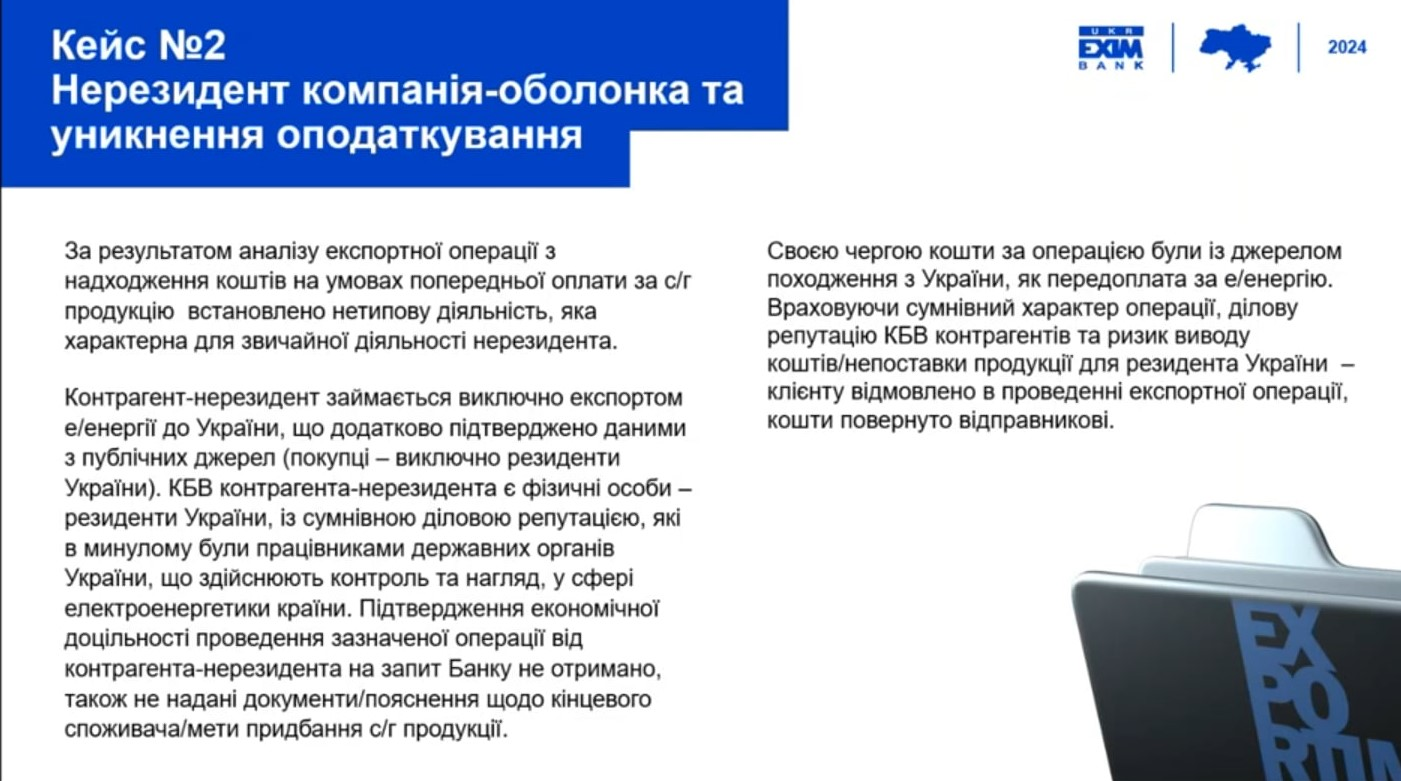 Кейс №2
Нерезидент компанія-оболонка та
уникнення оподаткування
UKR
EXIM
BANK
2024
За результатом аналізу експортної операції з
надходження коштів на умовах попередньої оплати за с/г
продукцію встановлено нетипову діяльність, яка
характерна для звичайної діяльності нерезидента.
Контрагент-нерезидент займається виключно експортом
е/енергії до України, що додатково підтверджено даними
з публічних джерел (покупці – виключно резиденти
України). КБВ контрагента-нерезидента є фізичні особи –
резиденти України, із сумнівною діловою репутацією, які
в минулому були працівниками державних органів
України, що здійснюють контроль та нагляд, у сфері
електроенергетики країни. Підтвердження економічної
доцільності проведення зазначеної операції від
контрагента-нерезидента на запит Банку не отримано,
також не надані документи/пояснення щодо кінцевого
споживача/мети придбання с/г продукції.
Своєю чергою кошти за операцією були із джерелом
походження з України, як передоплата за е/енергію.
Враховуючи сумнівний характер операції, ділову
репутацію КБВ контрагентів та ризик виводу
коштів/непоставки продукції для резидента України –
клієнту відмовлено в проведенні експортної операції,
кошти повернуто відправникові.
EX
PO
RTIM